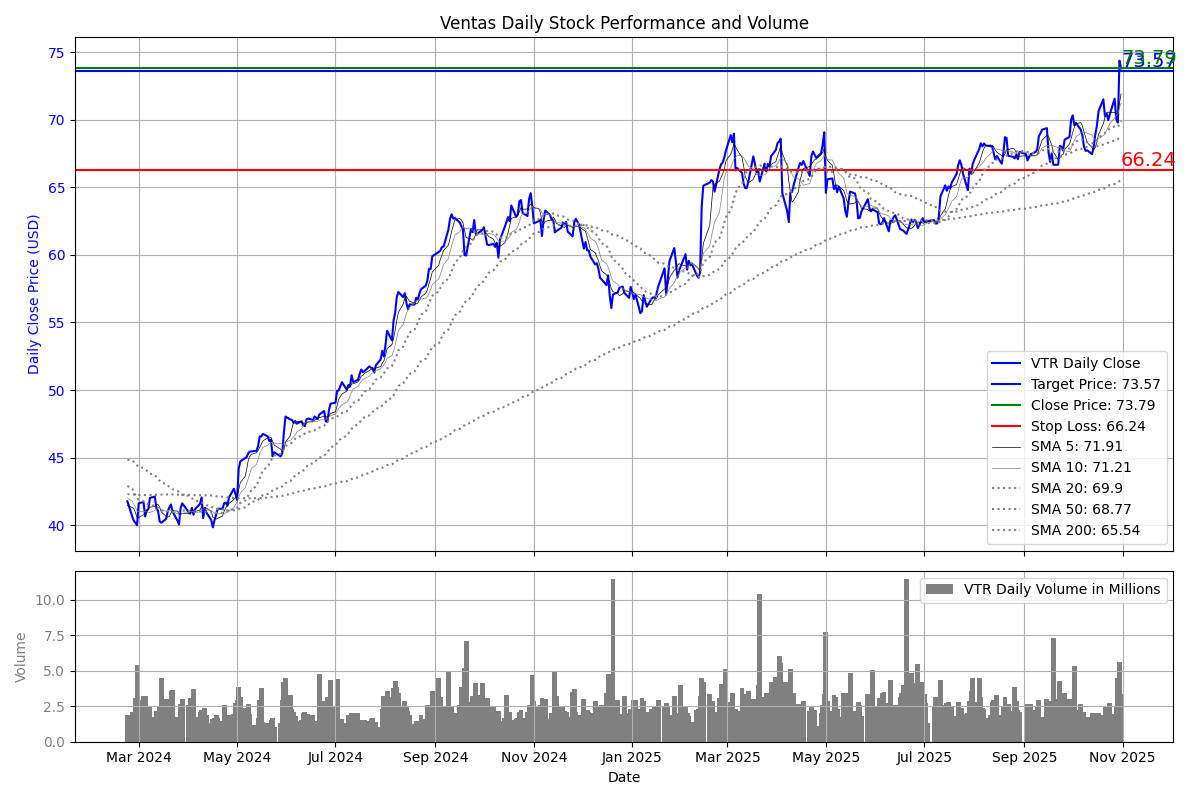 Ventas Daily Stock Performance and Volume
Daily Close Price (USD)
75
70
65
60
55
50
45
40
73.79
73.57
66.24
VTR Daily Close
Target Price: 73.57
Close Price: 73.79
Stop Loss: 66.24
SMA 5: 71.91
SMA 10: 71.21
SMA 20: 69.9
SMA 50: 68.77
SMA 200: 65.54
Volume
10.0
7.5
5.0
2.5
0.0
VTR Daily Volume in Millions
Mar 2024 May 2024 Jul 2024 Sep 2024 Nov 2024 Jan 2025 Mar 2025 May 2025 Jul 2025 Sep 2025 Nov 2025
Date